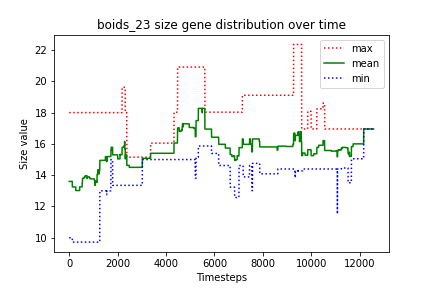 boids_23 size gene distribution over time
max
mean
min
Size value
22
20
18
16
14
12
10
0 2000 4000 6000 8000 10000 12000
Timesteps